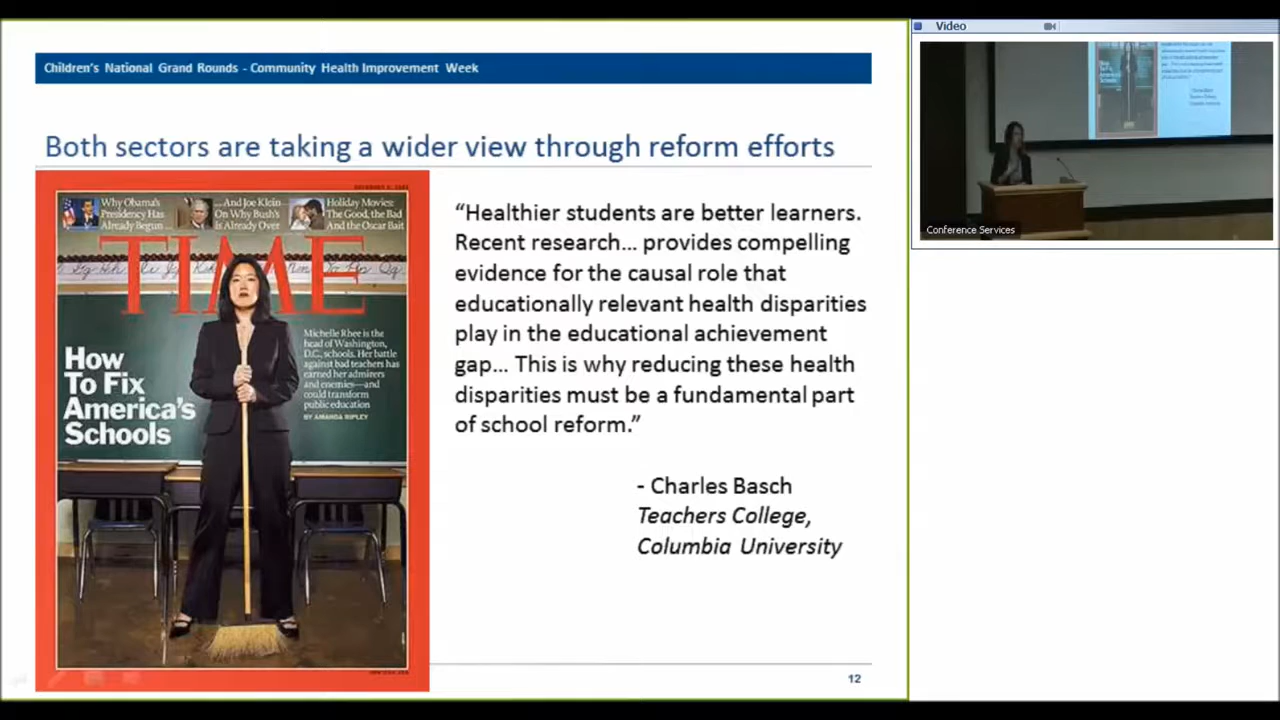 Children's National Grand Rounds - Community Health Improvement Week
Both sectors are taking a wider view through reform efforts
Why Obama's
Presidency Has
Already Begun ...
...And Joe Klein
On Why Bush's
Is Already Over
Holiday Movies:
The Good, the Bad
And the Oscar Bait
TIME
Michelle Rhee is the
head of Washington,
D.C., schools. Her battle
against bad teachers has
earned her admirers
and enemies—and
could transform
public education
BY AMANDA RIPLEY
How
To Fix
America's
Schools
“Healthier students are better learners.
Recent research... provides compelling
evidence for the causal role that
educationally relevant health disparities
play in the educational achievement
gap... This is why reducing these health
disparities must be a fundamental part
of school reform.”
- Charles Basch
Teachers College,
Columbia University
12
Video
Conference Services